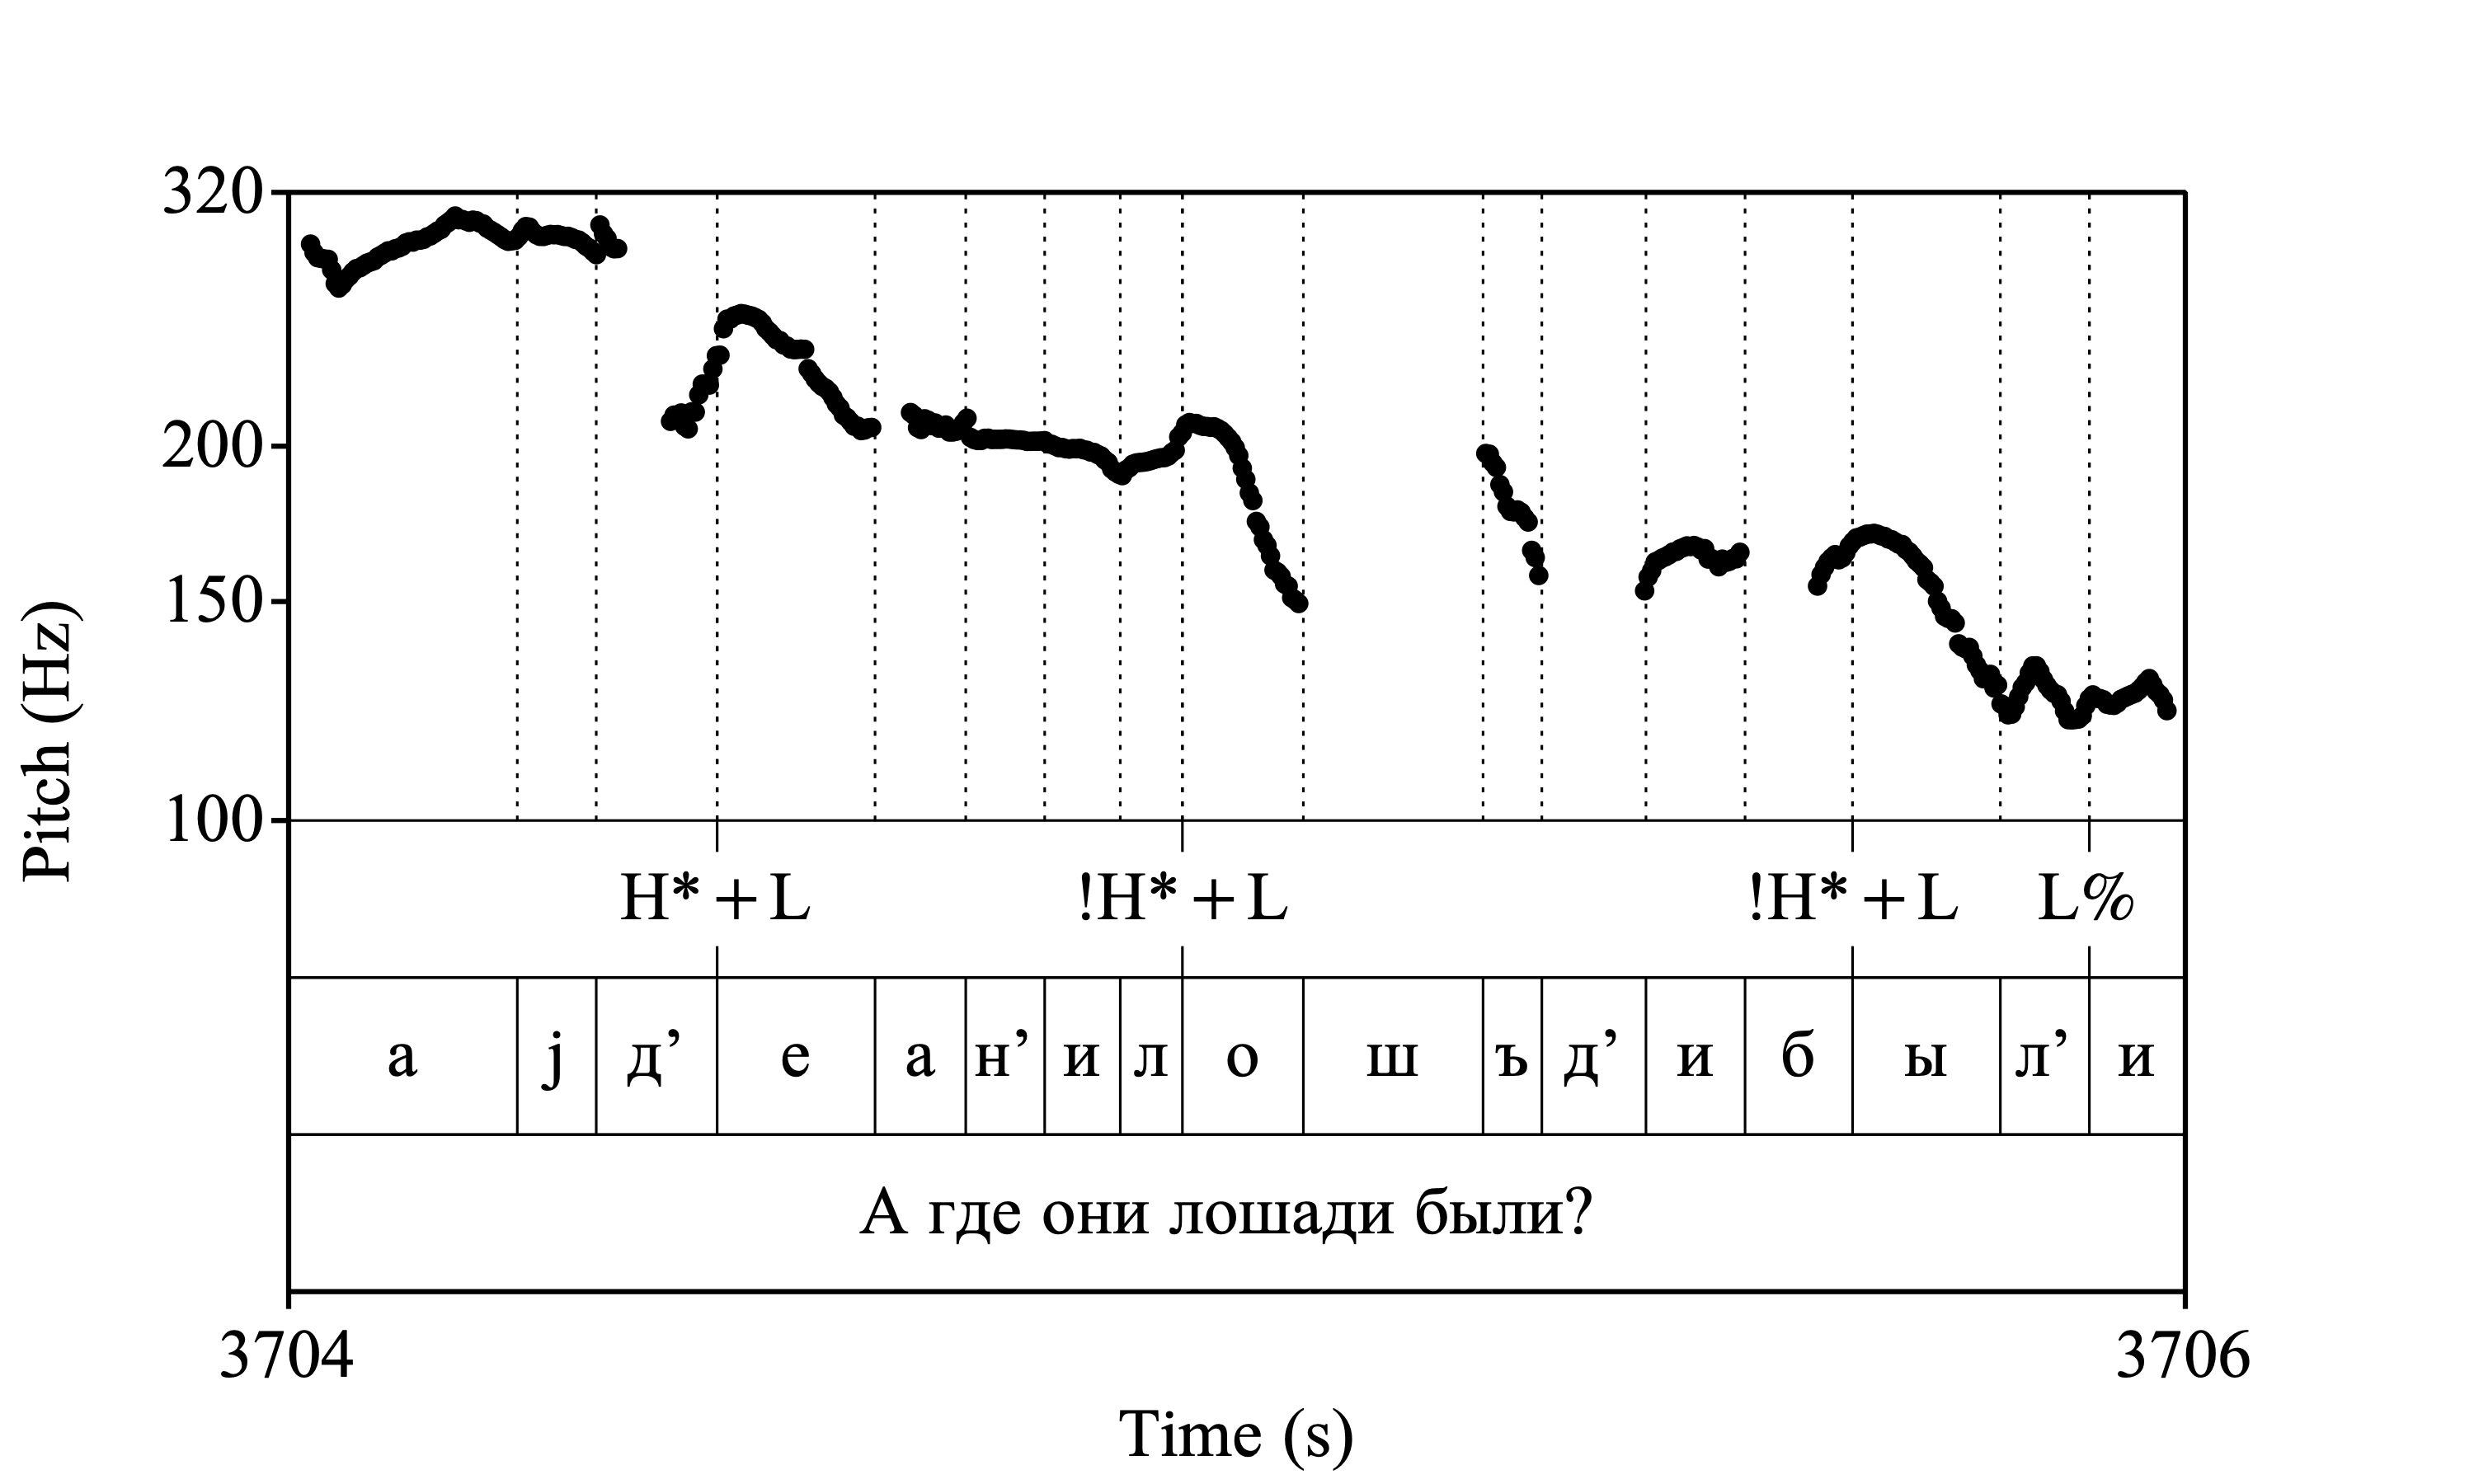 320
200
150
100
Pitch (Hz)
H*+L !H*+L !H*+L L%
а j д’ е а н’ и л о ш ъ д’ и б ы л’ и
А где они лошади были?
3704 3706
Time (s)